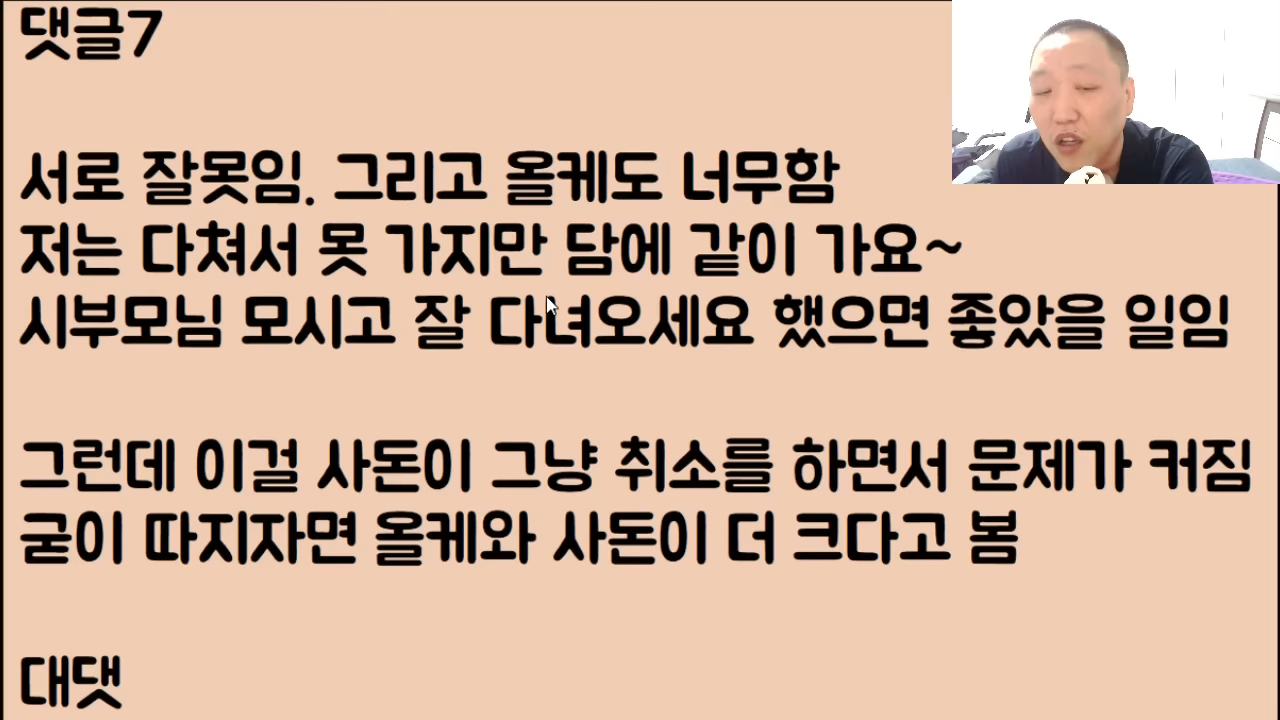 댓글7
서로 잘못임. 그리고 올케도 너무함
저는 다쳐서 못 가지만 담에 같이 가요~
시부모님 모시고 잘 다녀오세요 했으면 좋았을 일임
그런데 이걸 사돈이 그냥 취소를 하면서 문제가 커짐
굳이 따지자면 올케와 사돈이 더 크다고 봄
대댓